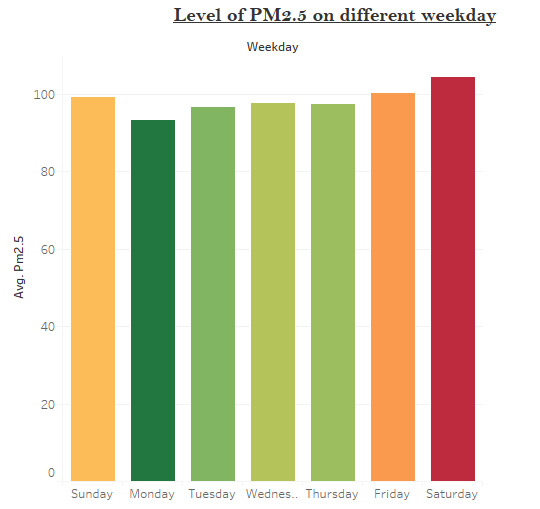 Level of PM2.5 on different weekday
Weekday
100
80
60
40
20
0
Avg. Pm2.5
Sunday Monday Tuesday Wednes.. Thursday Friday Saturday